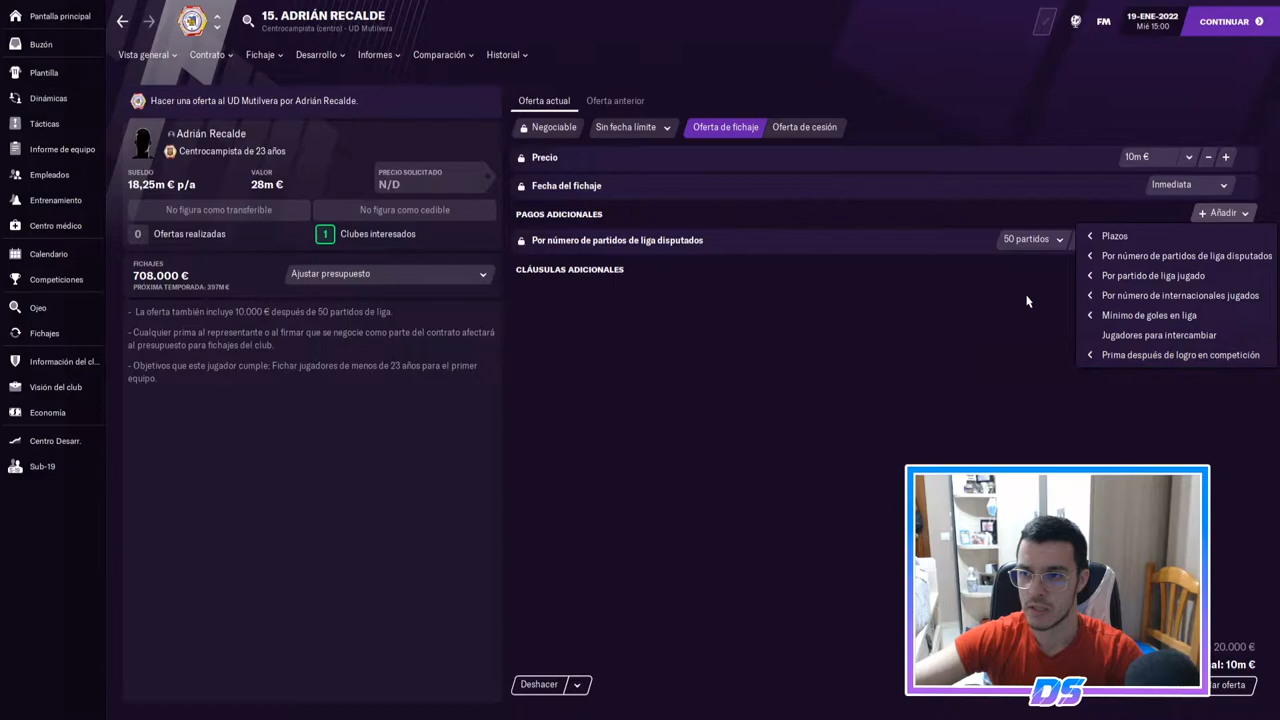 Pantalla principal
Buzón
Plantilla
Dinámicas
Tácticas
Informe de equipo
Empleados
Entrenamiento
Centro médico
Calendario
Competiciones
Ojeo
Fichajes
Información del cl...
Visión del club
Economía
Centro Desarr.
Sub-19
15. ADRIÁN RECALDE
Centrocampista (centro) - UD Mutilvera
FM
19-ENE-2022
Mié 15:00
CONTINUAR
Vista general
Contrato
Fichaje
Desarrollo
Informes
Comparación
Historial
Hacer una oferta al UD Mutilvera por Adrián Recalde.
Adrián Recalde
Centrocampista de 23 años
SUELDO
18,25m € p/a
VALOR
28m €
PRECIO SOLICITADO
N/D
No figura como transferible
No figura como cedible
0 Ofertas realizadas
1 Clubes interesados
FICHAJES
708.000 €
PRÓXIMA TEMPORADA: 397M€
Ajustar presupuesto
- La oferta también incluye 10.000 € después de 50 partidos de liga.
- Cualquier prima al representante o al firmar que se negocie como parte del contrato afectará
al presupuesto para fichajes del club.
- Objetivos que este jugador cumple: Fichar jugadores de menos de 23 años para el primer
equipo.
Oferta actual
Oferta anterior
Negociable
Sin fecha límite
Oferta de fichaje
Oferta de cesión
Precio
10m €
− +
Fecha del fichaje
Inmediata
PAGOS ADICIONALES
+ Añadir
Por número de partidos de liga disputados
50 partidos
CLÁUSULAS ADICIONALES
Plazos
Por número de partidos de liga disputados
Por partido de liga jugado
Por número de internacionales jugados
Mínimo de goles en liga
Jugadores para intercambiar
Prima después de logro en competición
Deshacer
20.000 €
al: 10m €
ar oferta
DS